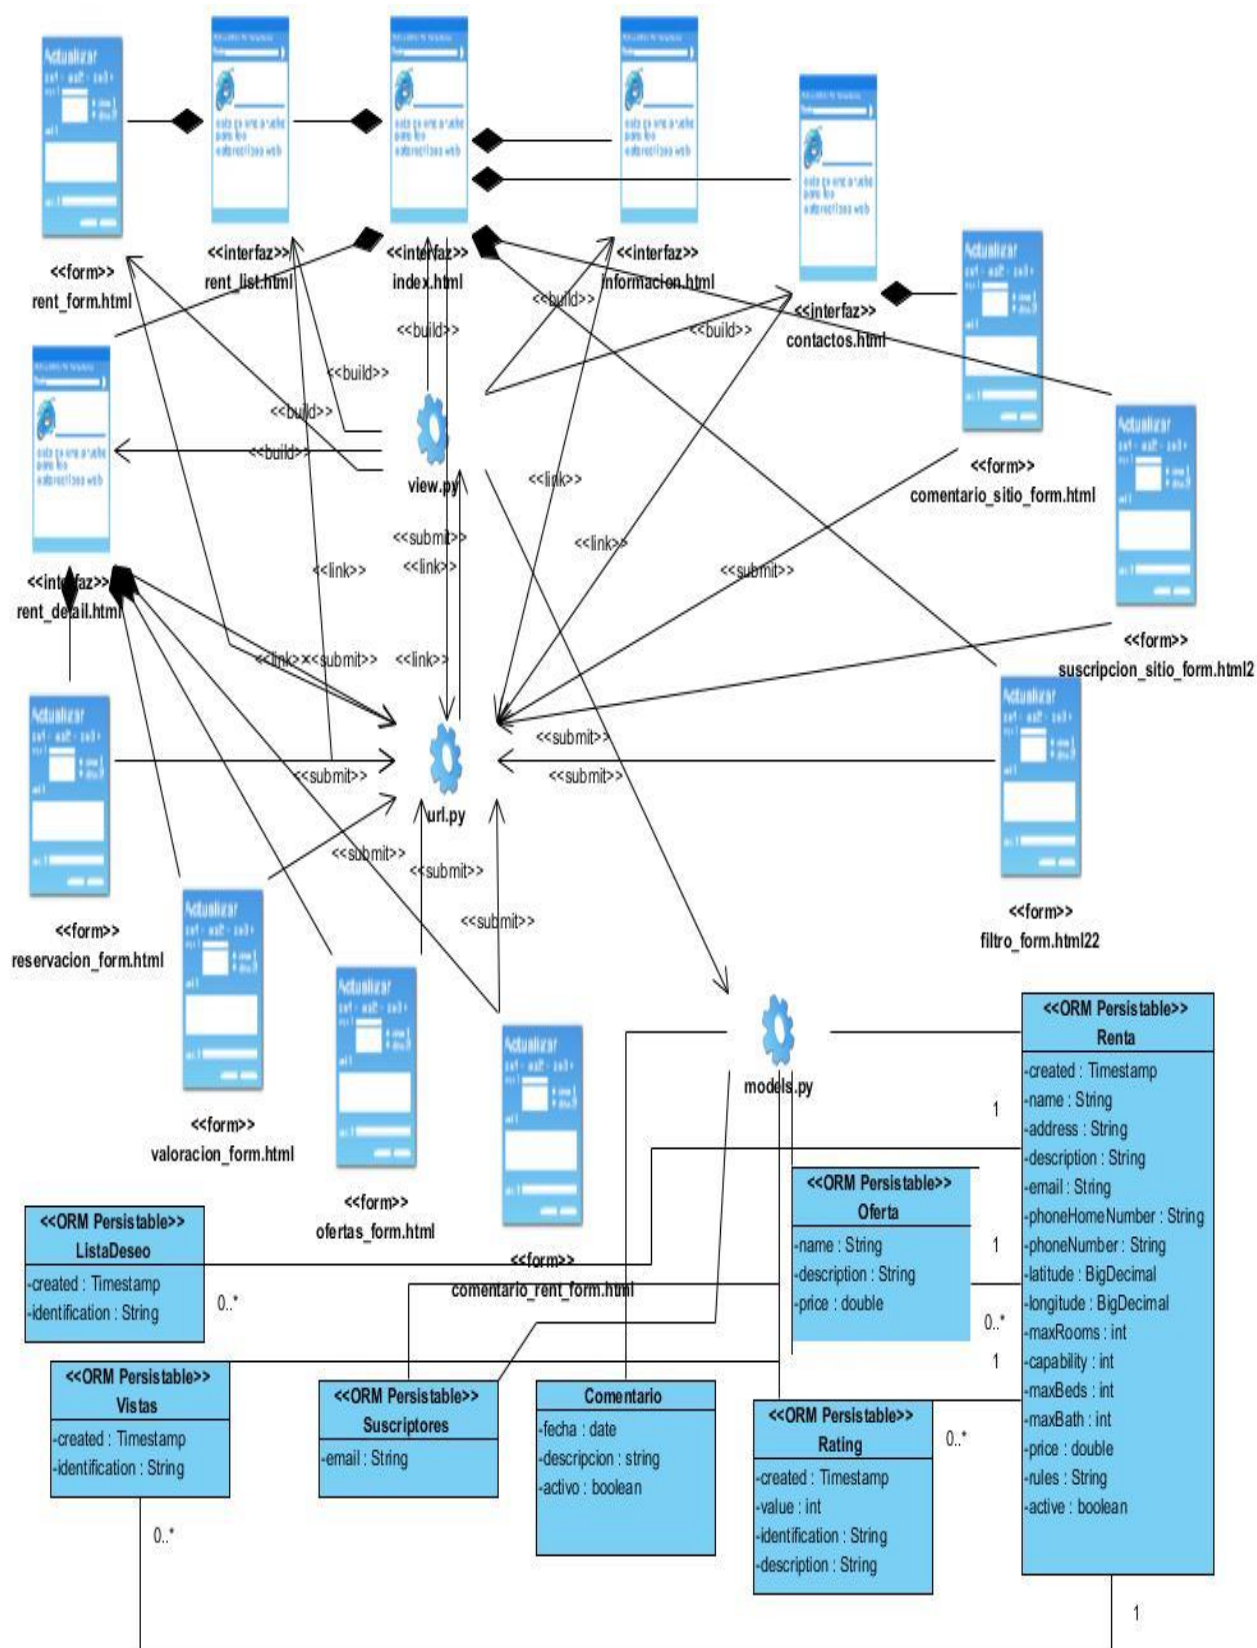 Actualizar
<<form>>
rent_form.html
<<interfaz>>
rent_list.html
<<interfaz>>
index.html
<<interfaz>>
informacion.html
<<interfaz>>
contactos.html
Actualizar
<<form>>
comentario_sitio_form.html
Actualizar
<<form>>
suscripcion_sitio_form.html2
<<build>>
<<build>>
<<build>>
<<build>>
<<build>>
<<build>>
view.py
<<interfaz>>
rent_detail.html
<<link>>
<<link>>
<<submit>>
<<link>>
<<link>>
<<submit>>
<<link>>
<<submit>>
<<link>>
<<submit>>
<<submit>>
<<submit>>
url.py
<<submit>>
<<submit>>
<<submit>>
Actualizar
<<form>>
reservacion_form.html
Actualizar
<<form>>
valoracion_form.html
Actualizar
<<form>>
ofertas_form.html
Actualizar
<<form>>
comentario_rent_form.html
Actualizar
<<form>>
filtro_form.html22
models.py
<<ORM Persistable>>
Renta
-created : Timestamp
-name : String
-address : String
-description : String
-email : String
-phoneHomeNumber : String
-phoneNumber : String
-latitude : BigDecimal
-longitude : BigDecimal
-maxRooms : int
-capability : int
-maxBeds : int
-maxBath : int
-price : double
-rules : String
-active : boolean
1
1
0..*
1
0..*
1
<<ORM Persistable>>
Oferta
-name : String
-description : String
-price : double
<<ORM Persistable>>
ListaDeseo
-created : Timestamp
-identification : String
0..*
<<ORM Persistable>>
Vistas
-created : Timestamp
-identification : String
0..*
<<ORM Persistable>>
Suscriptores
-email : String
Comentario
-fecha : date
-descripcion : string
-activo : boolean
<<ORM Persistable>>
Rating
-created : Timestamp
-value : int
-identification : String
-description : String